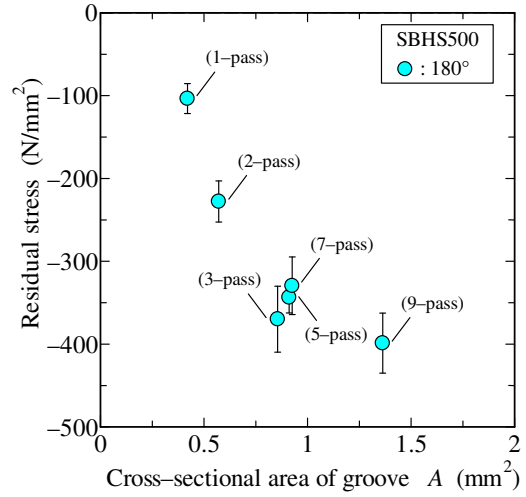 SBHS500
: 180°
(1–pass)
(2–pass)
(7–pass)
(3–pass)
(5–pass)
(9–pass)
0
−100
−200
−300
−400
−500
Residual stress (N/mm²)
0
0.5
1
1.5
2
Cross–sectional area of groove A (mm²)